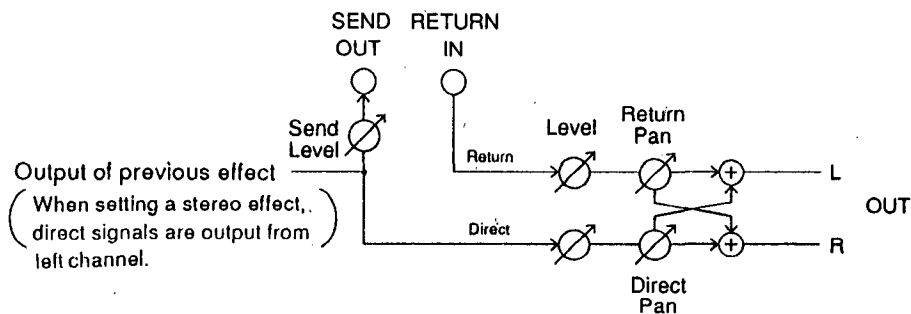 SEND RETURN
OUT IN
Send
Level
Level
Return
Pan
Return
Output of previous effect
L
When setting a stereo effect,
direct signals are output from
left channel.
OUT
Direct
R
Direct
Pan